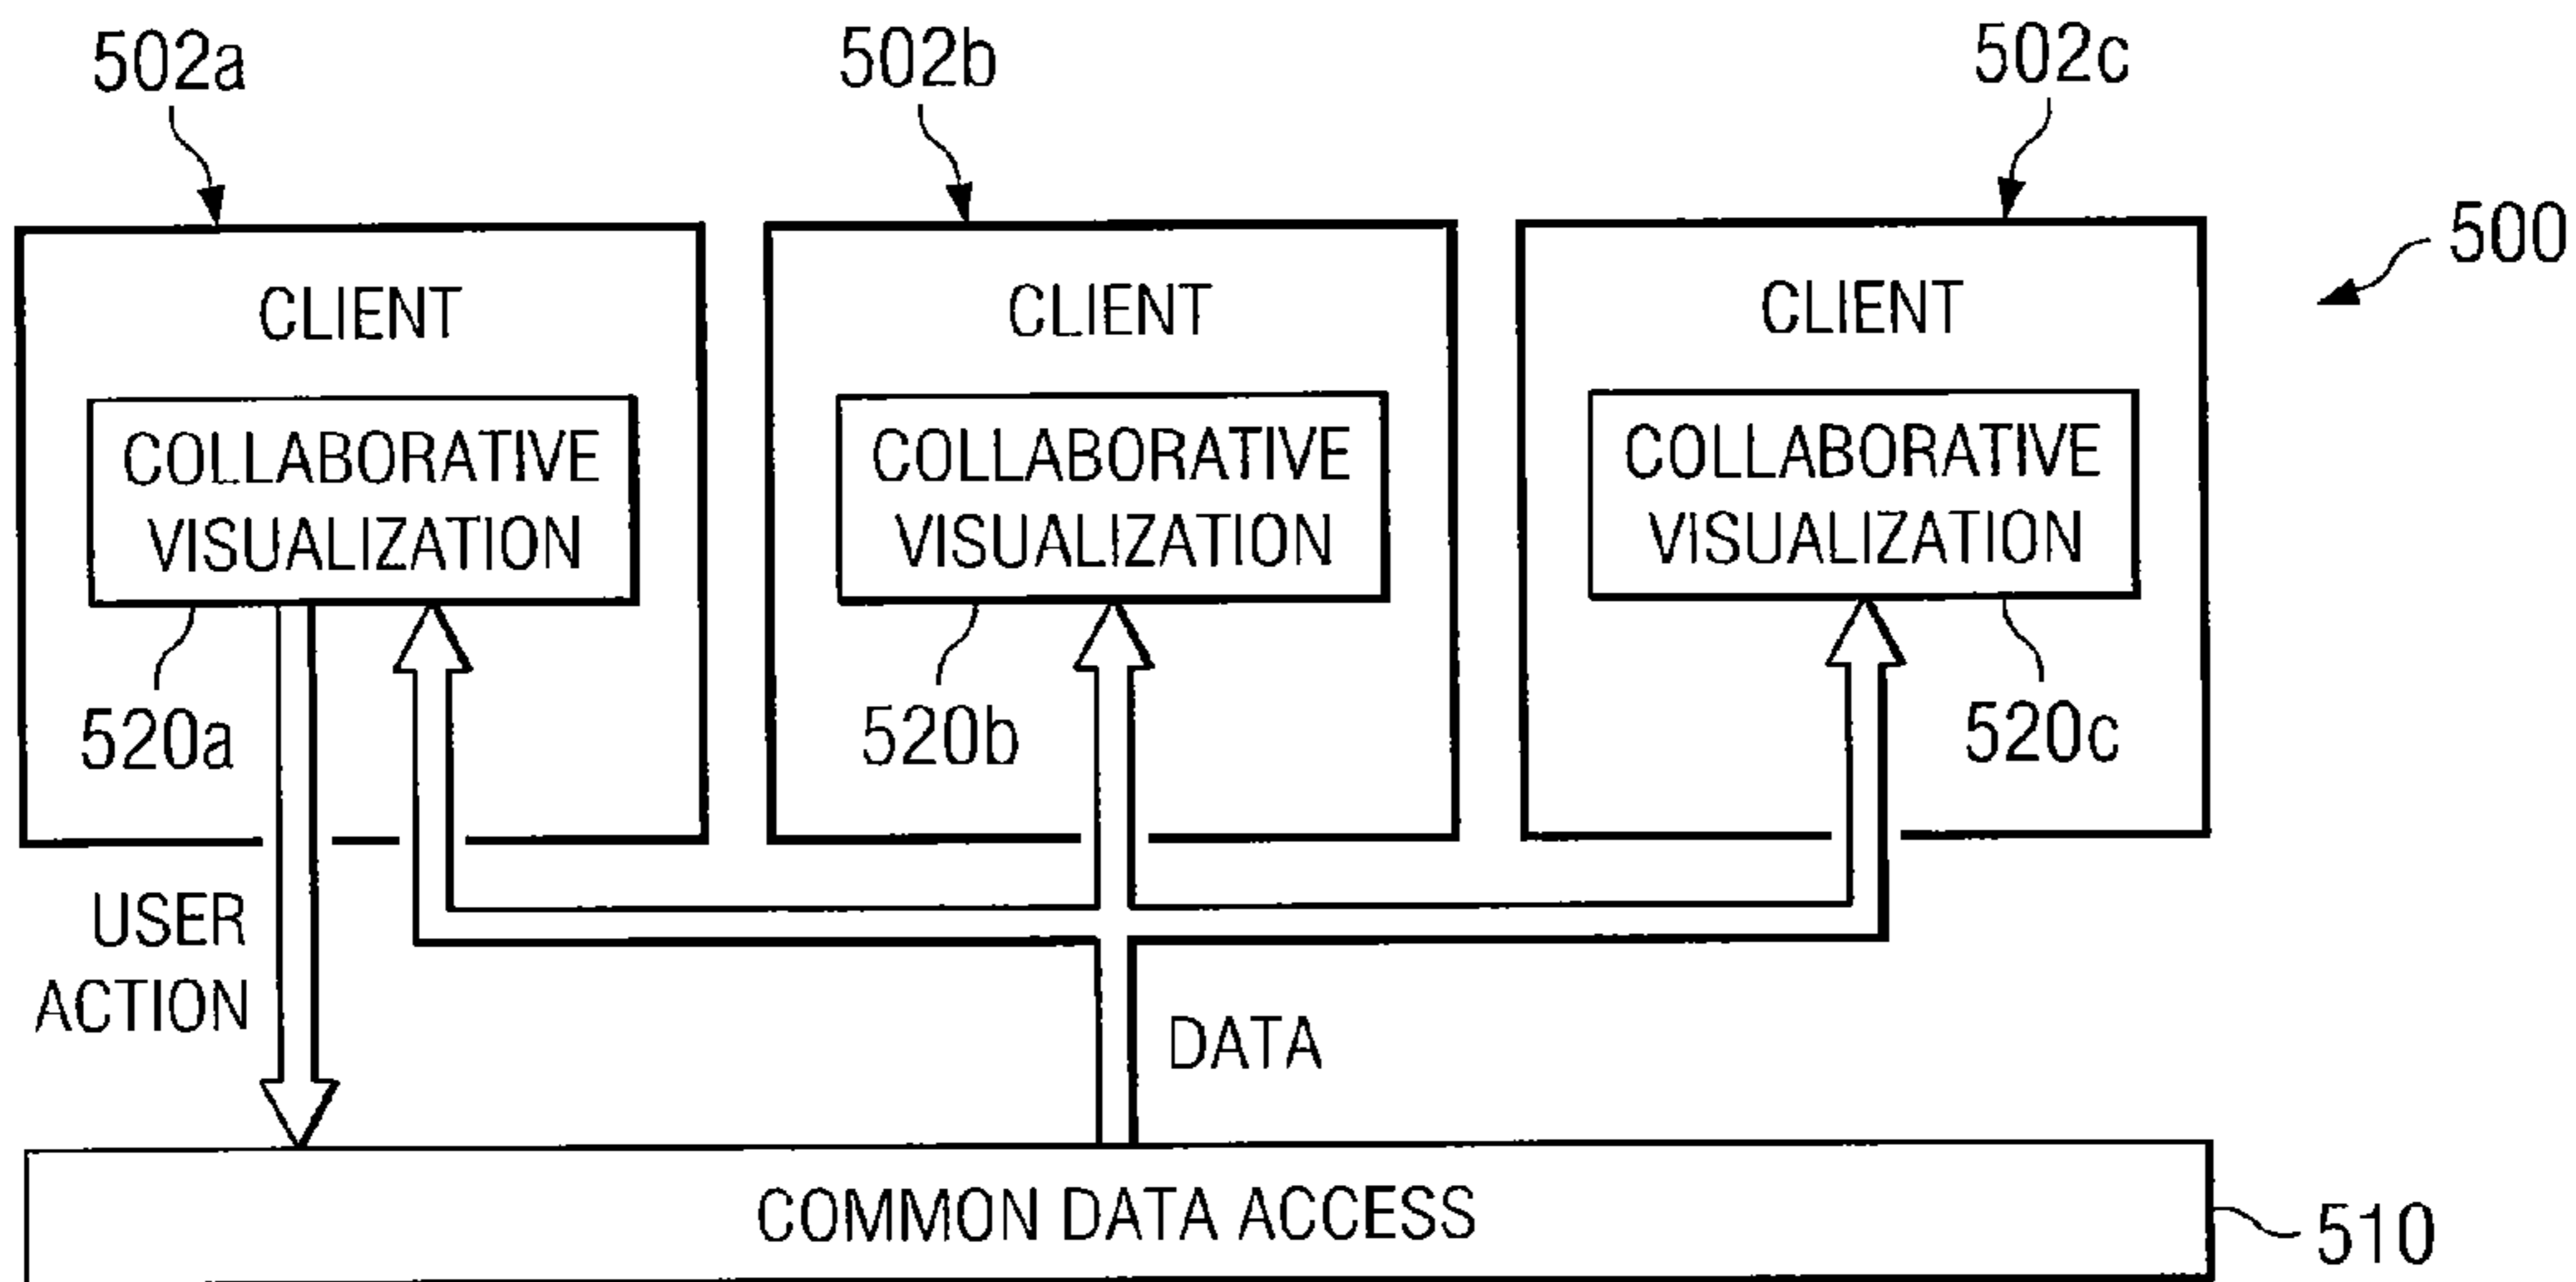 502a
502b
502c
500
CLIENT
CLIENT
CLIENT
COLLABORATIVE
VISUALIZATION
COLLABORATIVE
VISUALIZATION
COLLABORATIVE
VISUALIZATION
520a
520b
520c
USER
ACTION
DATA
COMMON DATA ACCESS
510